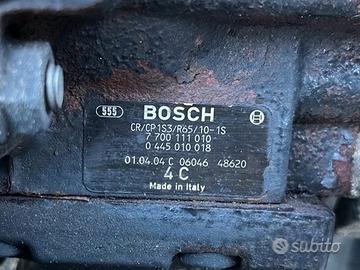 555 BOSCH
CR/CP1S3/R65/10-1S
7 700 111 010
0 445 010 018
01.04.04 C 06046 48620
4 C
Made in Italy
subito